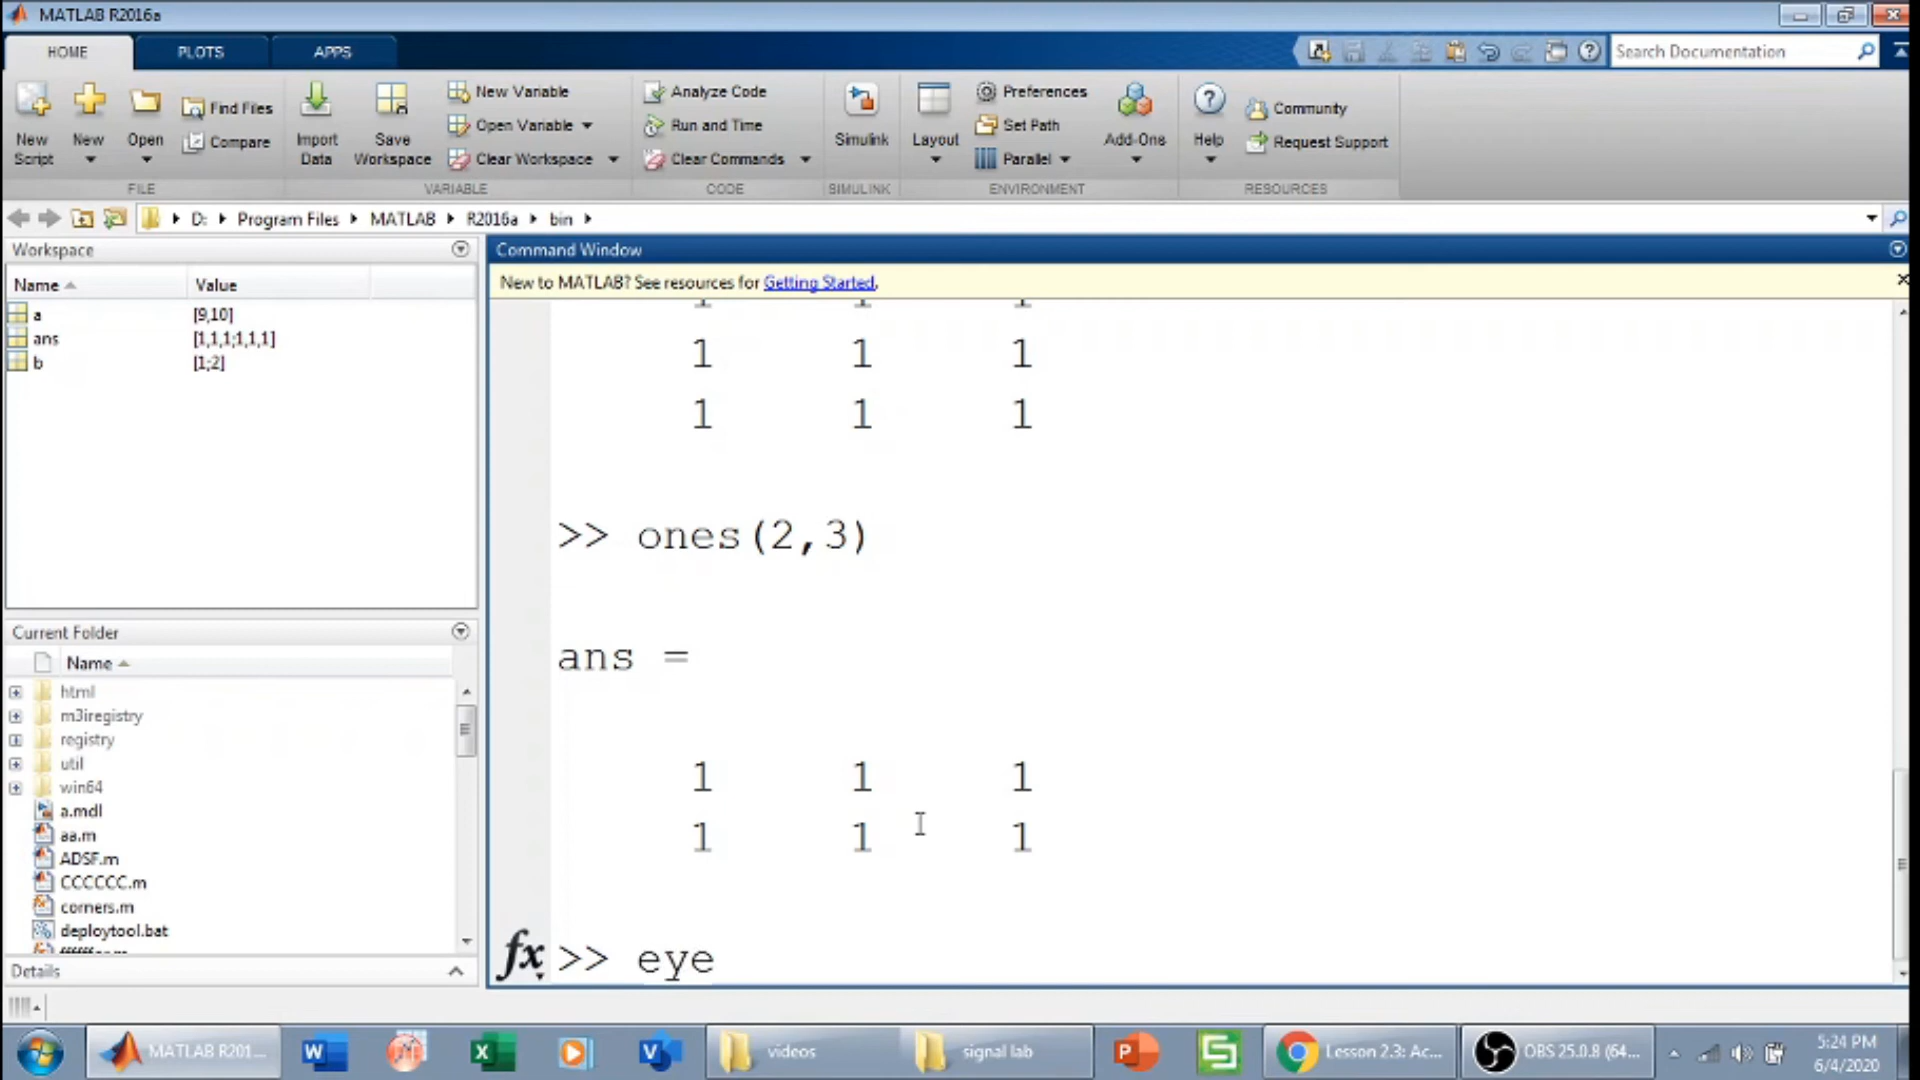 MATLAB R2016a
HOME PLOTS APPS
Search Documentation
New Script
New
Open
Find Files
Compare
Import Data
Save Workspace
New Variable
Open Variable
Clear Workspace
Analyze Code
Run and Time
Clear Commands
Simulink
Layout
Preferences
Set Path
Parallel
Add-Ons
Help
Community
Request Support
FILE VARIABLE CODE SIMULINK ENVIRONMENT RESOURCES
D: Program Files MATLAB R2016a bin
Workspace
Name Value
a [9,10]
ans [1,1,1;1,1,1]
b [1;2]
Current Folder
Name
html
m3iregistry
registry
util
win64
a.mdl
aa.m
ADSF.m
CCCCCC.m
corners.m
deploytool.bat
Details
Command Window
New to MATLAB? See resources for Getting Started.
1 1 1
1 1 1
1 1 1
>> ones(2,3)
ans =
1 1 1
1 1 1
fx >> eye
MATLAB R201...
videos
signal lab
Lesson 2.3: Ac...
OBS 25.0.8 (64...
5:24 PM
6/4/2020